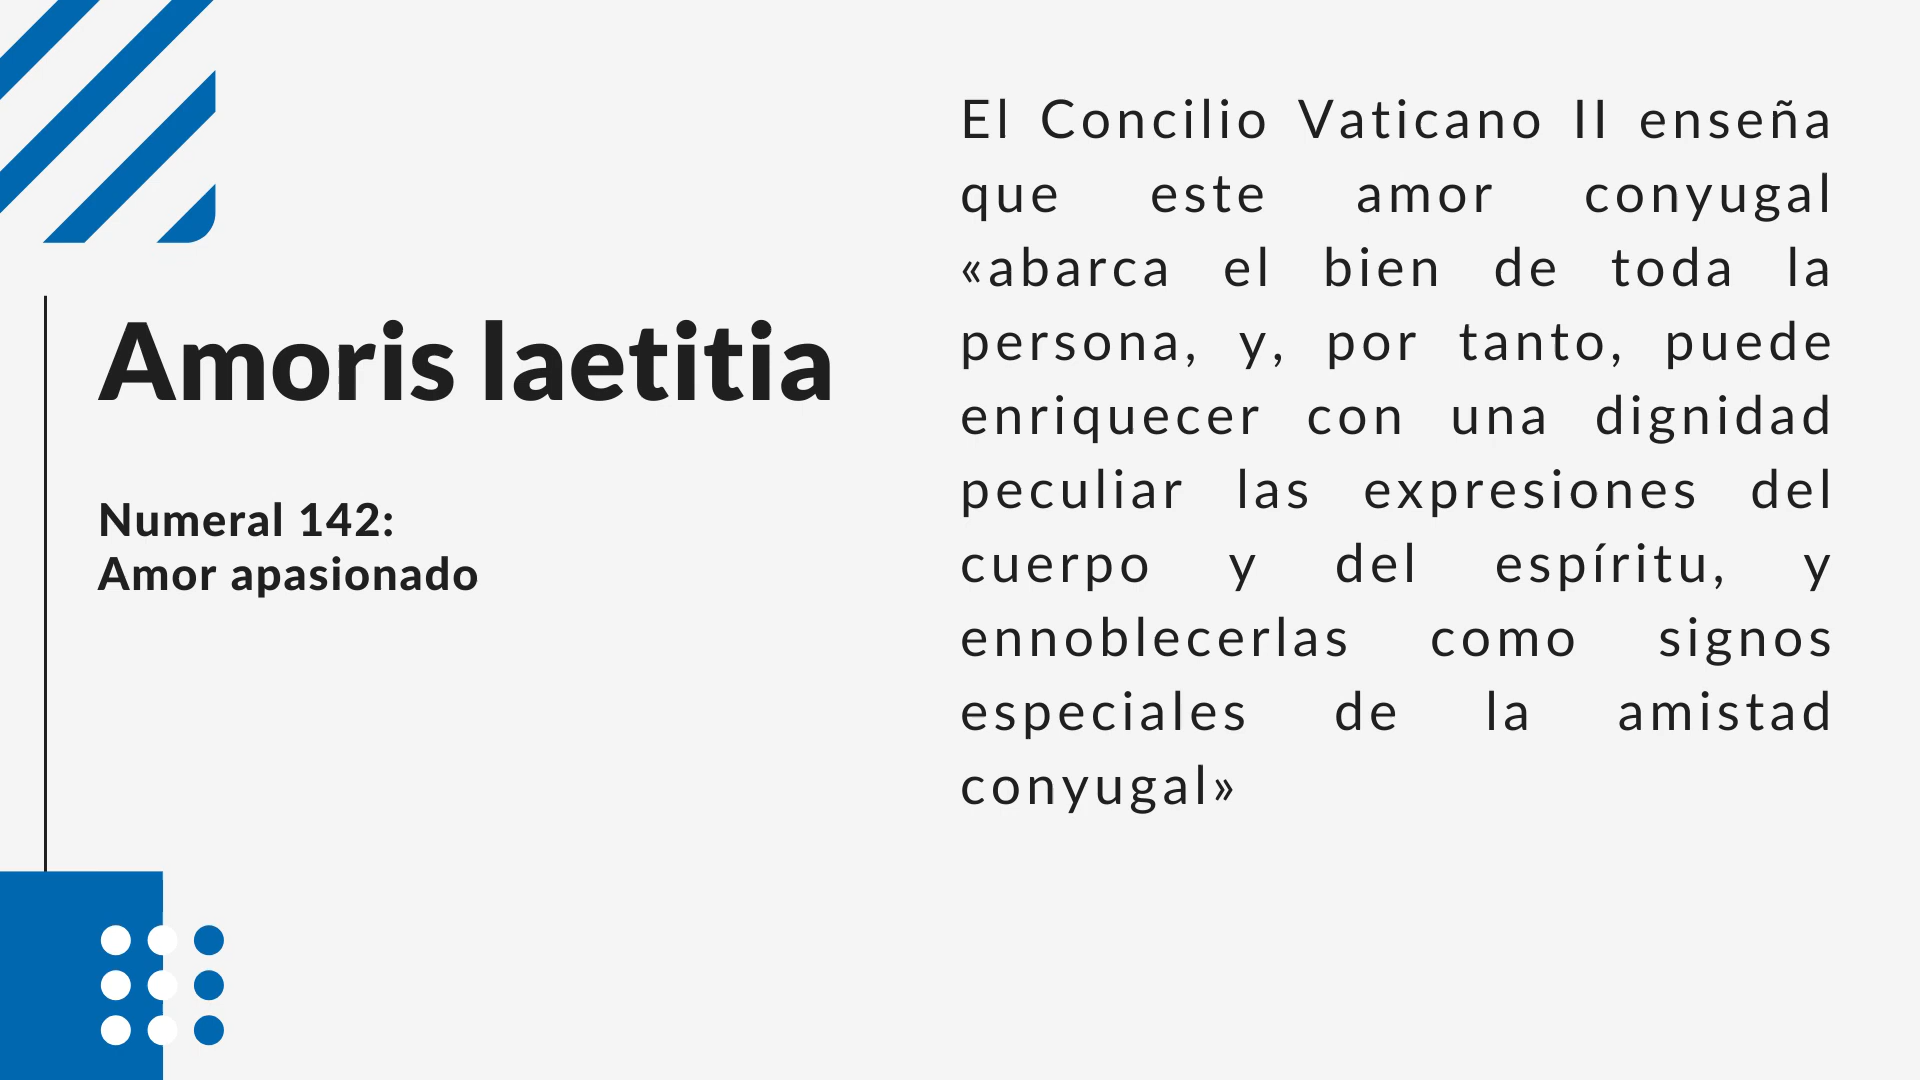 Amoris laetitia
Numeral 142:
Amor apasionado
El Concilio Vaticano II enseña
que este amor conyugal
«abarca el bien de toda la
persona, y, por tanto, puede
enriquecer con una dignidad
peculiar las expresiones del
cuerpo y del espíritu, y
ennoblecerlas como signos
especiales de la amistad
conyugal»